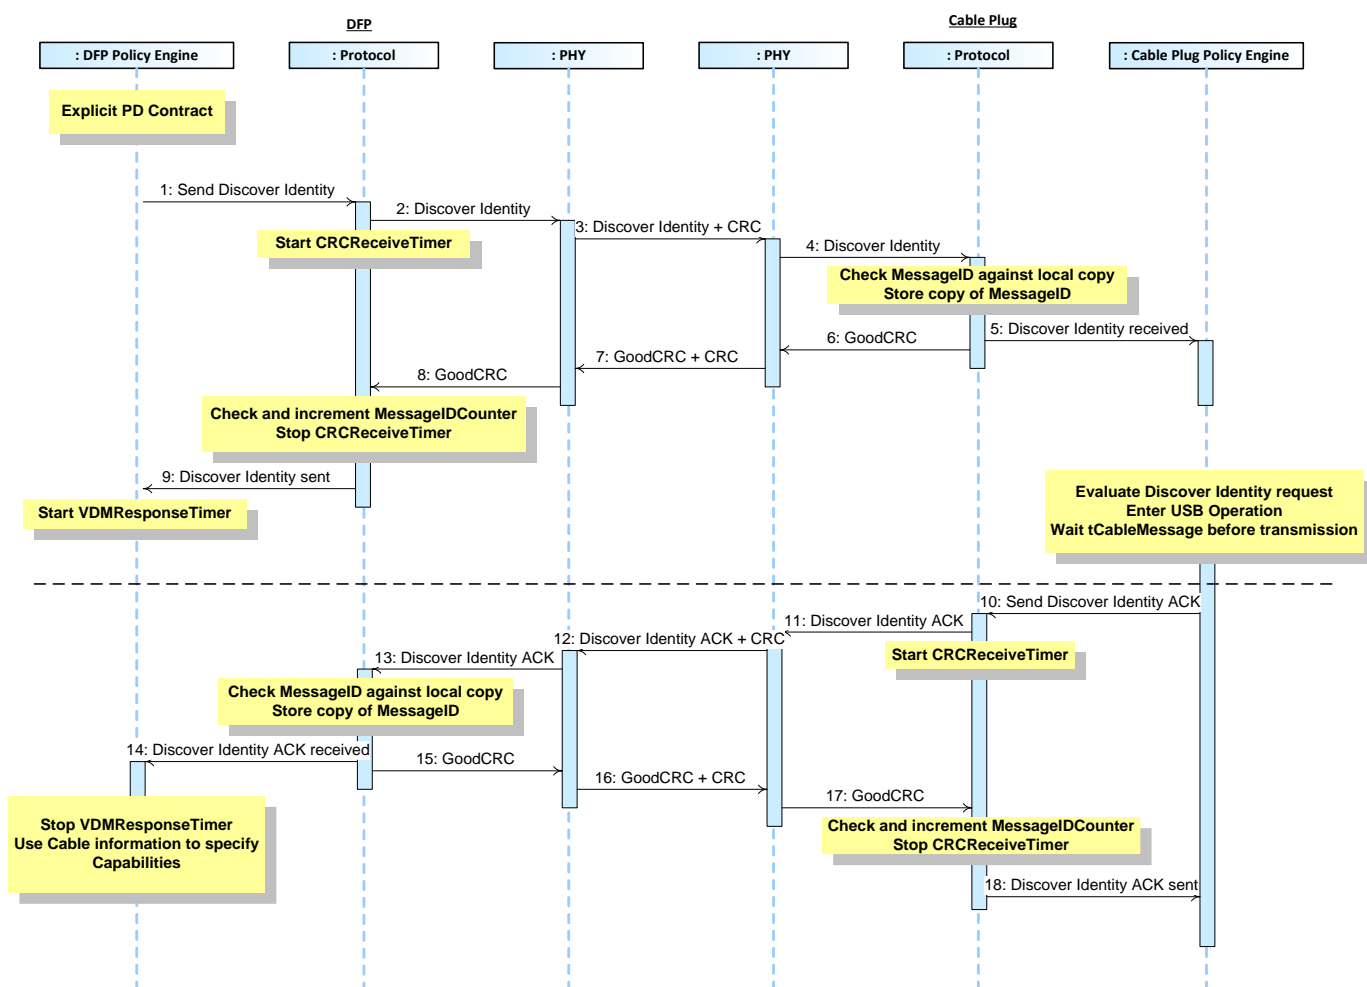 DFP
Cable Plug
: DFP Policy Engine
: Protocol
: PHY
: PHY
: Protocol
: Cable Plug Policy Engine
Explicit PD Contract
1: Send Discover Identity
2: Discover Identity
Start CRCReceiveTimer
3: Discover Identity + CRC
4: Discover Identity
Check MessageID against local copy
Store copy of MessageID
5: Discover Identity received
6: GoodCRC
7: GoodCRC + CRC
8: GoodCRC
Check and increment MessageIDCounter
Stop CRCReceiveTimer
9: Discover Identity sent
Start VDMResponseTimer
Evaluate Discover Identity request
Enter USB Operation
Wait tCableMessage before transmission
10: Send Discover Identity ACK
11: Discover Identity ACK
Start CRCReceiveTimer
12: Discover Identity ACK + CRC
13: Discover Identity ACK
Check MessageID against local copy
Store copy of MessageID
14: Discover Identity ACK received
15: GoodCRC
16: GoodCRC + CRC
17: GoodCRC
Stop VDMResponseTimer
Use Cable information to specify
Capabilities
Check and increment MessageIDCounter
Stop CRCReceiveTimer
18: Discover Identity ACK sent